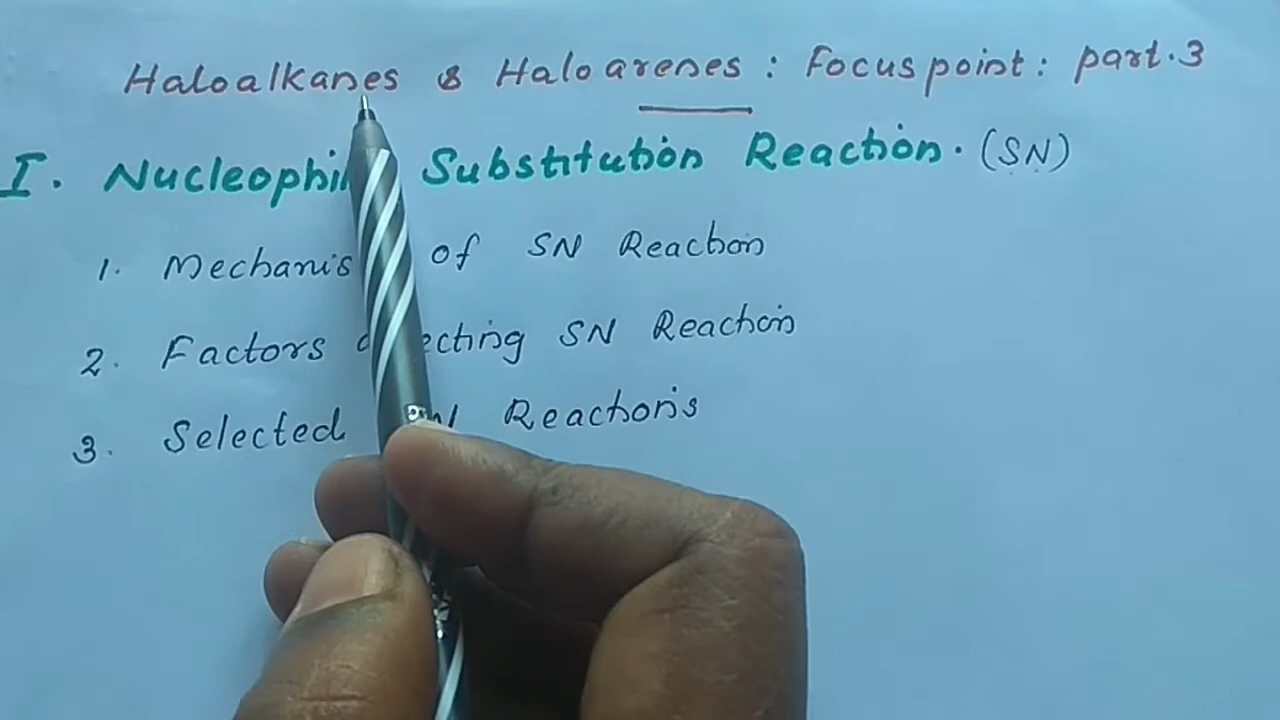 Haloalkanes & Haloarenes : Focus point : part.3
I. Nucleophil Substitution Reaction. (SN)
1. Mechanis of SN Reaction
2. Factors ecting SN Reaction
3. Selected Reactions